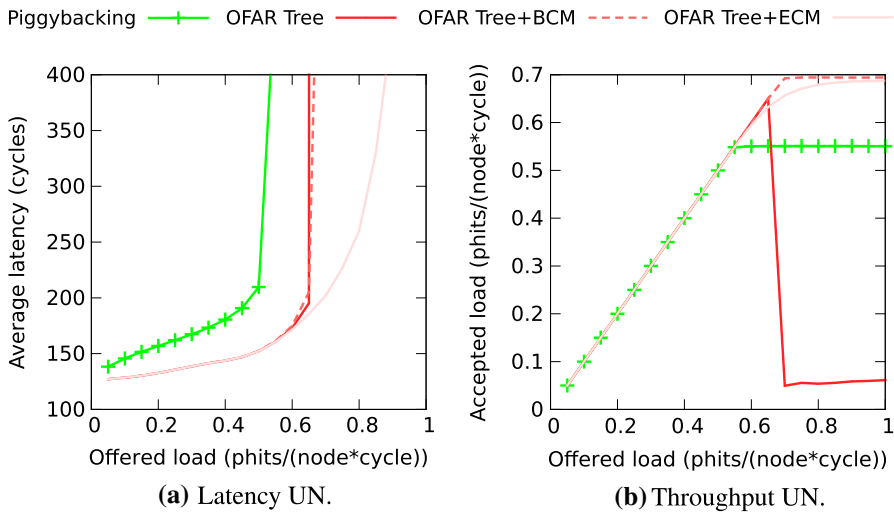 Piggybacking OFAR Tree OFAR Tree+BCM OFAR Tree+ECM
Average latency (cycles)
400
350
300
250
200
150
100
0 0.2 0.4 0.6 0.8 1
Offered load (phits/(node*cycle))
(a) Latency UN.
Accepted load (phits/(node*cycle))
0.7
0.6
0.5
0.4
0.3
0.2
0.1
0
0 0.2 0.4 0.6 0.8 1
Offered load (phits/(node*cycle))
(b) Throughput UN.